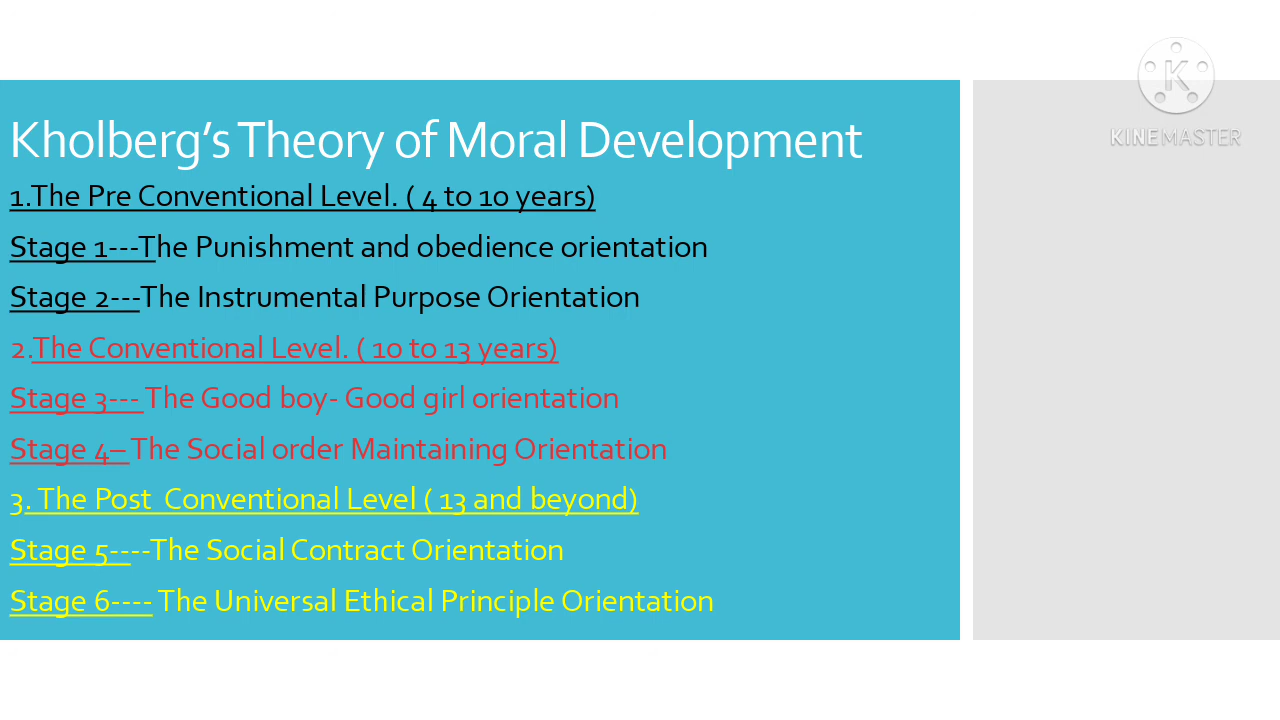 Kholberg’s Theory of Moral Development
1.The Pre Conventional Level. ( 4 to 10 years)
Stage 1---The Punishment and obedience orientation
Stage 2---The Instrumental Purpose Orientation
2.The Conventional Level. ( 10 to 13 years)
Stage 3--- The Good boy- Good girl orientation
Stage 4– The Social order Maintaining Orientation
3. The Post  Conventional Level ( 13 and beyond)
Stage 5----The Social Contract Orientation
Stage 6---- The Universal Ethical Principle Orientation
K
KINEMASTER